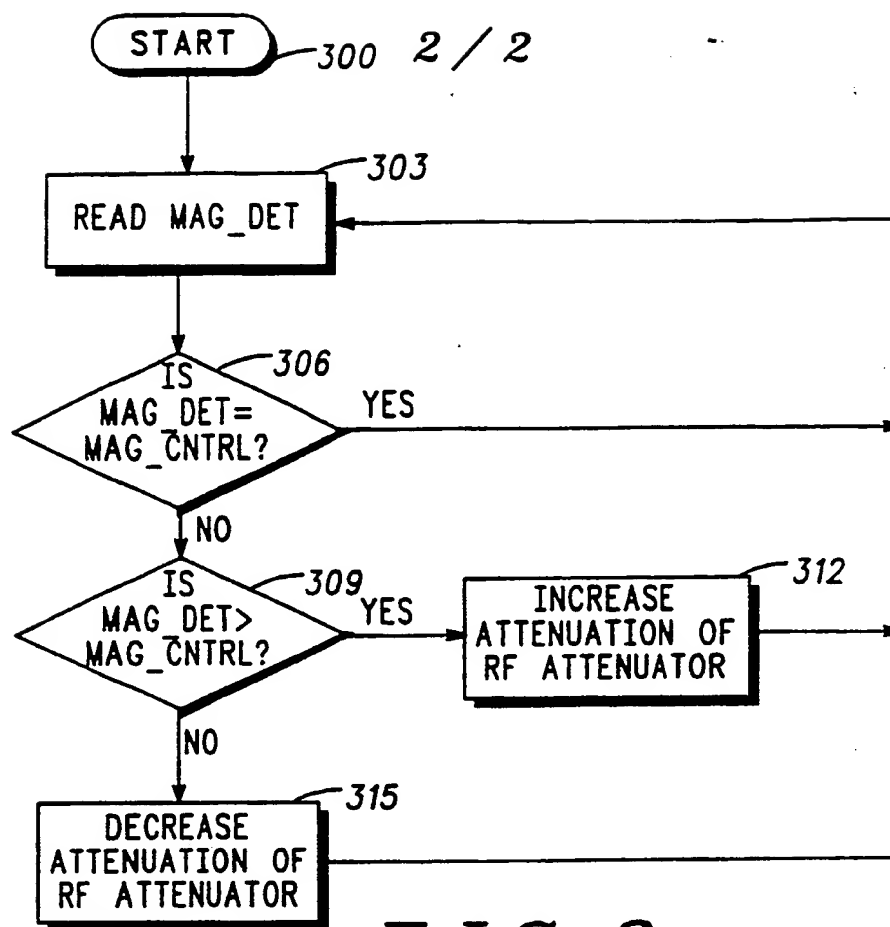 START
300 2/2
303
READ MAG_DET
306
IS
MAG_DET=
MAG_CNTRL?
YES
NO
309
IS
MAG_DET>
MAG_CNTRL?
YES
312
INCREASE
ATTENUATION OF
RF ATTENUATOR
NO
315
DECREASE
ATTENUATION OF
RF ATTENUATOR